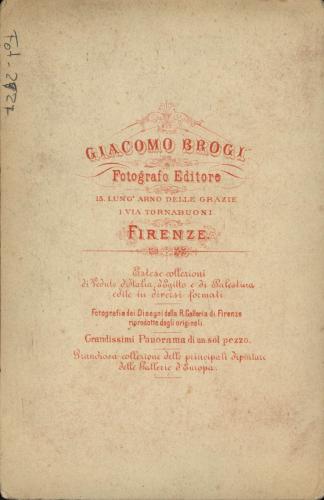 Fot-2927
GIACOMO BROGI
Fotografo Editore
15. LUNG' ARNO DELLE GRAZIE
1 VIA TORNABUONI
FIRENZE.
Estese collezioni
di Vedute d'Italia, d'Egitto e di Palestina
edite in diversi formati.
Fotografie dei Disegni della R. Galleria di Firenze
riprodotte dagli originali.
Grandissimi Panorama di un sol pezzo.
Grandiosa collezione delle principali dipinture
delle Gallerie d'Europa.